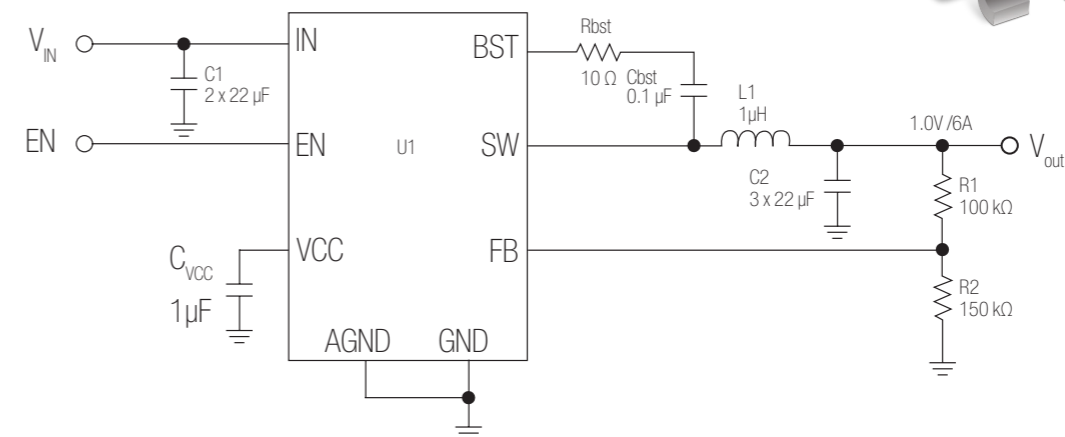 V_IN
IN
C1
2 x 22 µF
EN
EN
C_VCC
1µF
VCC
AGND
GND
U1
BST
SW
FB
Rbst
10 Ω
Cbst
0.1 µF
L1
1µH
C2
3 x 22 µF
1.0V /6A
V_out
R1
100 kΩ
R2
150 kΩ